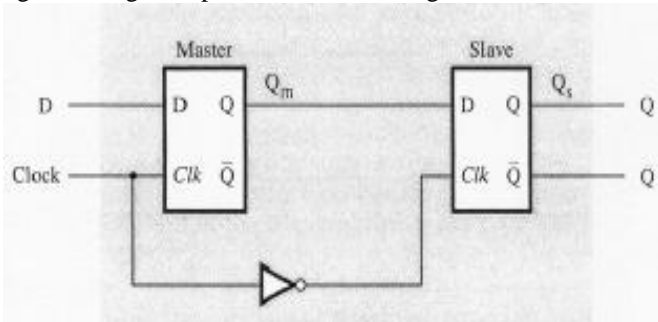 Master Slave
Qm Qs
D D Q D Q Q
Clock Clk Q̄ Clk Q̄ Q